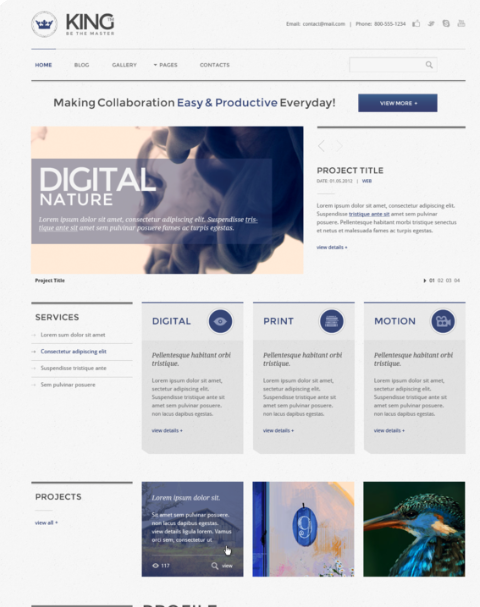 KING
BE THE MASTER
Email: contact@mail.com | Phone: 800-555-1234
HOME BLOG GALLERY PAGES CONTACTS
Making Collaboration Easy & Productive Everyday!
VIEW MORE +
DIGITAL
NATURE
Lorem ipsum dolor sit amet, consectetur adipiscing elit. Suspendisse tris-
tique ante sit amet sem pulvinar posuere fames ac turpis egestas.
PROJECT TITLE
DATE: 01.05.2012 | WEB
Lorem ipsum dolor sit amet, consectetur adipiscing elit.
Suspendisse tristique ante sit amet sem pulvinar
posuere. Pellentesque habitant morbi tristique senectus
et netus et malesuada fames ac turpis egestas.
view details +
Project Title
01 02 03 04
SERVICES
Lorem sum dolor sit amet
Consectetur adipiscing elit
Suspendisse tristique ante
Sem pulvinar posuere
DIGITAL
Pellentesque habitant orbi
tristique.
Lorem ipsum dolor sit amet,
sectetur adipiscing elit.
Suspendisse tristique ante sit
amet sem pulvinar posuere.
non lacus dapibus egestas.
view details +
PRINT
Pellentesque habitant orbi
tristique.
Lorem ipsum dolor sit amet,
sectetur adipiscing elit.
Suspendisse tristique ante sit
amet sem pulvinar posuere.
non lacus dapibus egestas.
view details +
MOTION
Pellentesque habitant orbi
tristique.
Lorem ipsum dolor sit amet,
sectetur adipiscing elit.
Suspendisse tristique ante sit
amet sem pulvinar posuere.
non lacus dapibus egestas.
view details +
PROJECTS
view all +
Lorem ipsum dolor sit.
Sit amet sem pulvinar posuere.
non lacus dapibus egestas
view details ligula lorem. Vamus
orci sem, consectetur ui
117 view
9
PROFILE